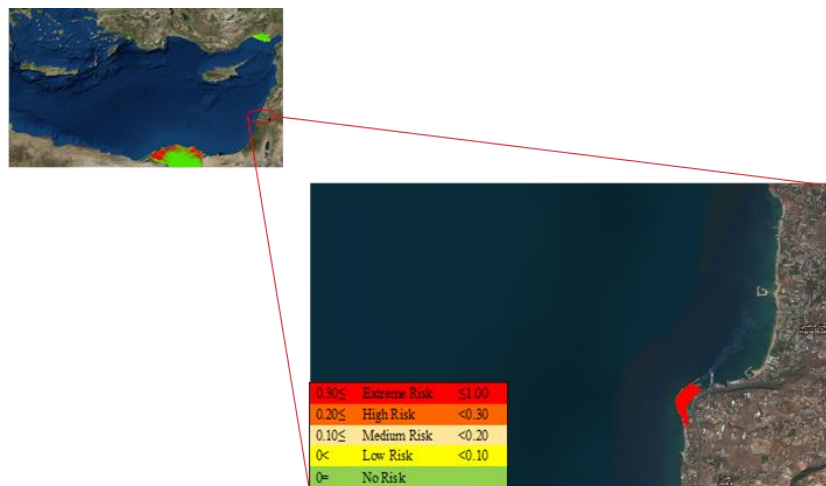 0.30≤ Extreme Risk ≤1.00
0.20≤ High Risk <0.30
0.10≤ Medium Risk <0.20
0< Low Risk <0.10
0= No Risk